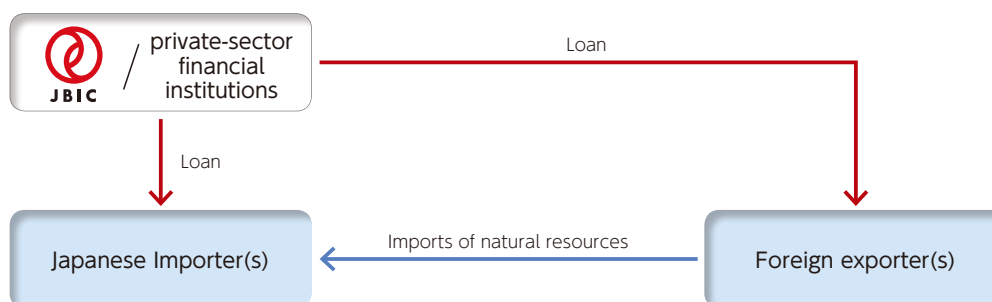 JBIC
/
private-sector
financial
institutions
Loan
Loan
Japanese Importer(s)
Imports of natural resources
Foreign exporter(s)